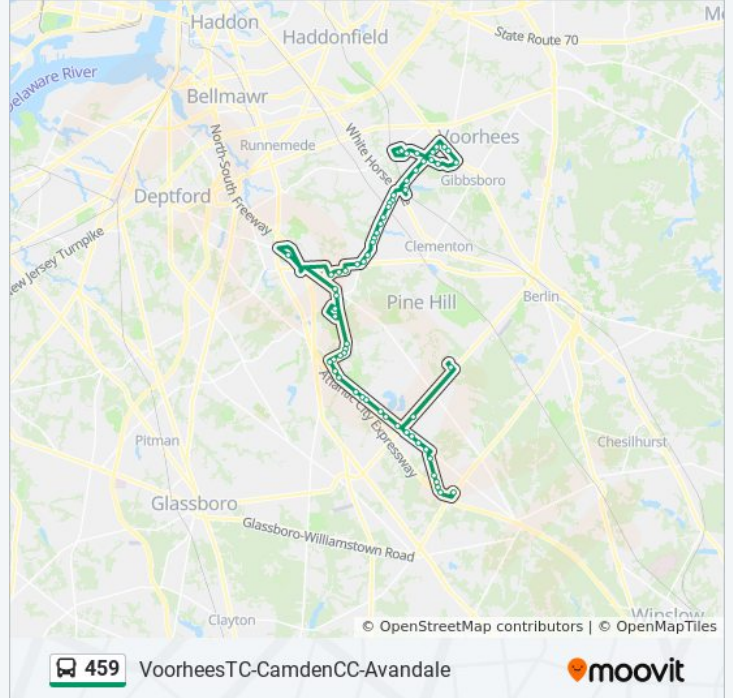 Haddon
Haddonfield
State Route 70
Delaware River
Bellmawr
Voorhees
Runnemede
White Horse
Gibbsboro
North-South Freeway
Deptford
New Jersey Turnpike
Clementon
Pine Hill
Berlin
Atlantic City Expressway
Pitman
Chesilhurst
Glassboro
Glassboro-Williamstown Road
Clayton
Winslow
© OpenStreetMap contributors | © OpenMapTiles
459 VoorheesTC-CamdenCC-Avandale
moovit